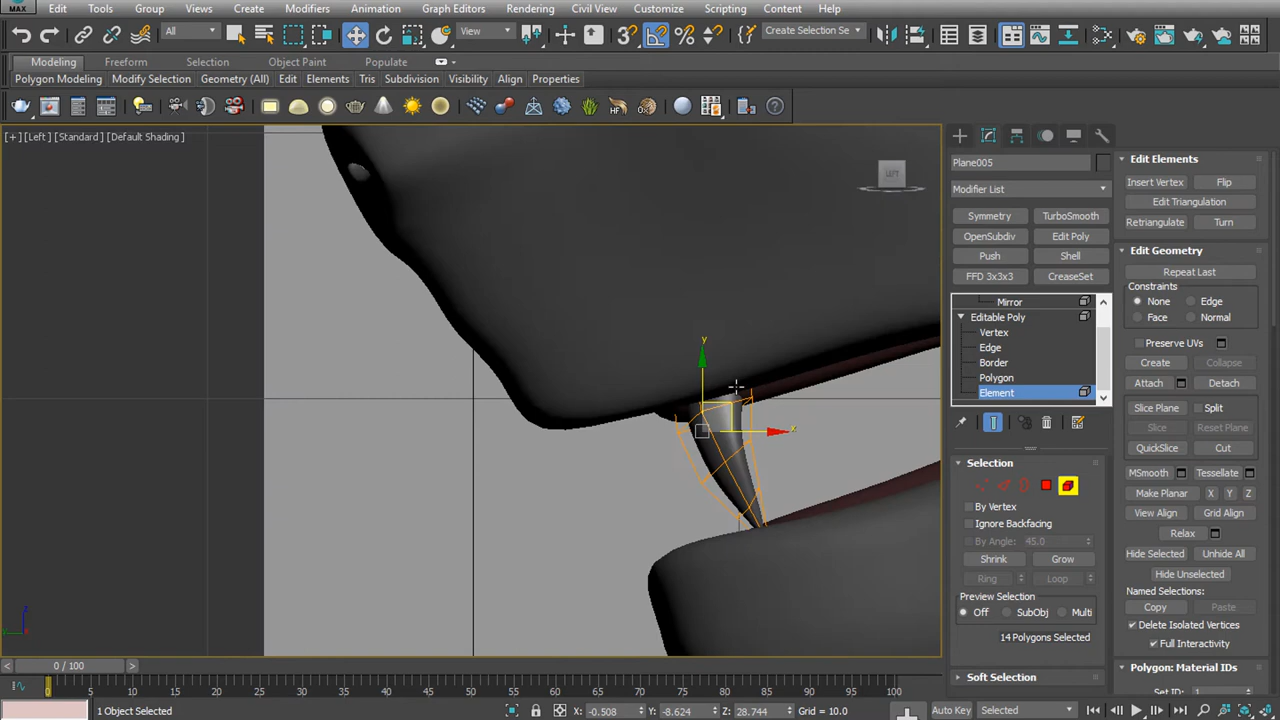 MAX Edit Tools Group Views Create Modifiers Animation Graph Editors Rendering Civil View Customize Scripting Content Help
All View Create Selection Se
Modeling Freeform Selection Object Paint Populate
Polygon Modeling Modify Selection Geometry (All) Edit Elements Tris Subdivision Visibility Align Properties
[+] [Left] [Standard] [Default Shading]
LEFT
y
x
z
Plane005
Modifier List
Symmetry TurboSmooth
OpenSubdiv Edit Poly
Push Shell
FFD 3x3x3 CreaseSet
Mirror
Editable Poly
Vertex
Edge
Border
Polygon
Element
Selection
By Vertex
Ignore Backfacing
By Angle: 45.0
Shrink Grow
Ring Loop
Preview Selection
Off SubObj Multi
14 Polygons Selected
Soft Selection
Edit Elements
Insert Vertex Flip
Edit Triangulation
Retriangulate Turn
Edit Geometry
Repeat Last
Constraints
None Edge
Face Normal
Preserve UVs
Create Collapse
Attach Detach
Slice Plane Split
Slice Reset Plane
QuickSlice Cut
MSmooth Tessellate
Make Planar X Y Z
View Align Grid Align
Relax
Hide Selected Unhide All
Hide Unselected
Named Selections:
Copy Paste
Delete Isolated Vertices
Full Interactivity
Polygon: Material IDs
Set ID: 1
< 0 / 100 >
0 5 10 15 20 25 30 35 40 45 50 55 60 65 70 75 80 85 90 95 100
1 Object Selected X: -0.508 Y: -8.624 Z: 28.744 Grid = 10.0 Auto Key Selected